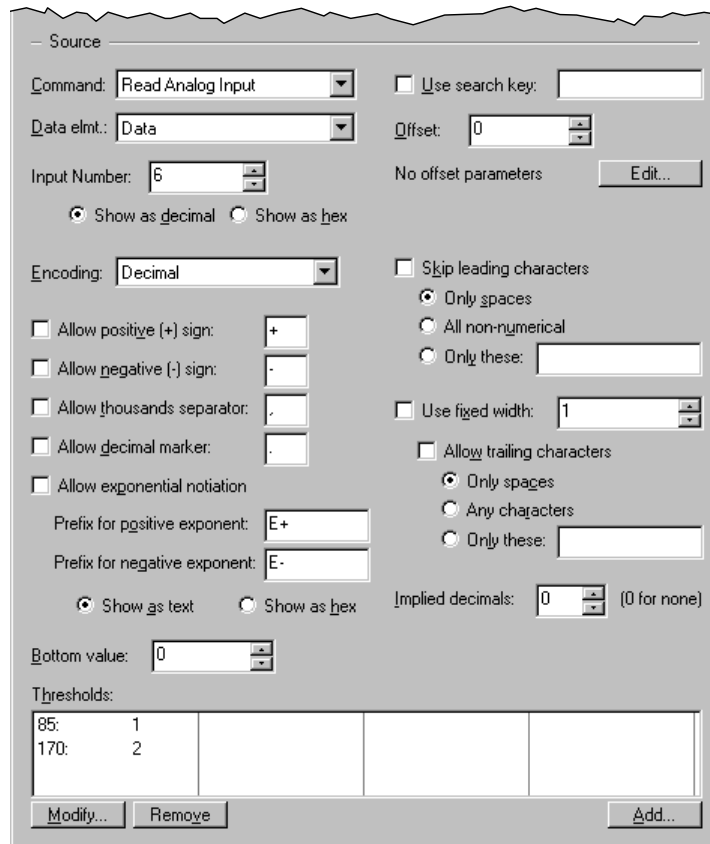 Source
Command: Read Analog Input
Use search key:
Data elmt.: Data
Offset: 0
Input Number: 6
No offset parameters Edit...
Show as decimal Show as hex
Encoding: Decimal
Skip leading characters
Only spaces
All non-numerical
Only these:
Allow positive (+) sign: +
Allow negative (-) sign: -
Allow thousands separator: ,
Allow decimal marker: .
Allow exponential notiation
Prefix for positive exponent: E+
Prefix for negative exponent: E-
Show as text Show as hex
Use fixed width: 1
Allow trailing characters
Only spaces
Any characters
Only these:
Implied decimals: 0 (0 for none)
Bottom value: 0
Thresholds:
85: 1
170: 2
Modify... Remove Add...